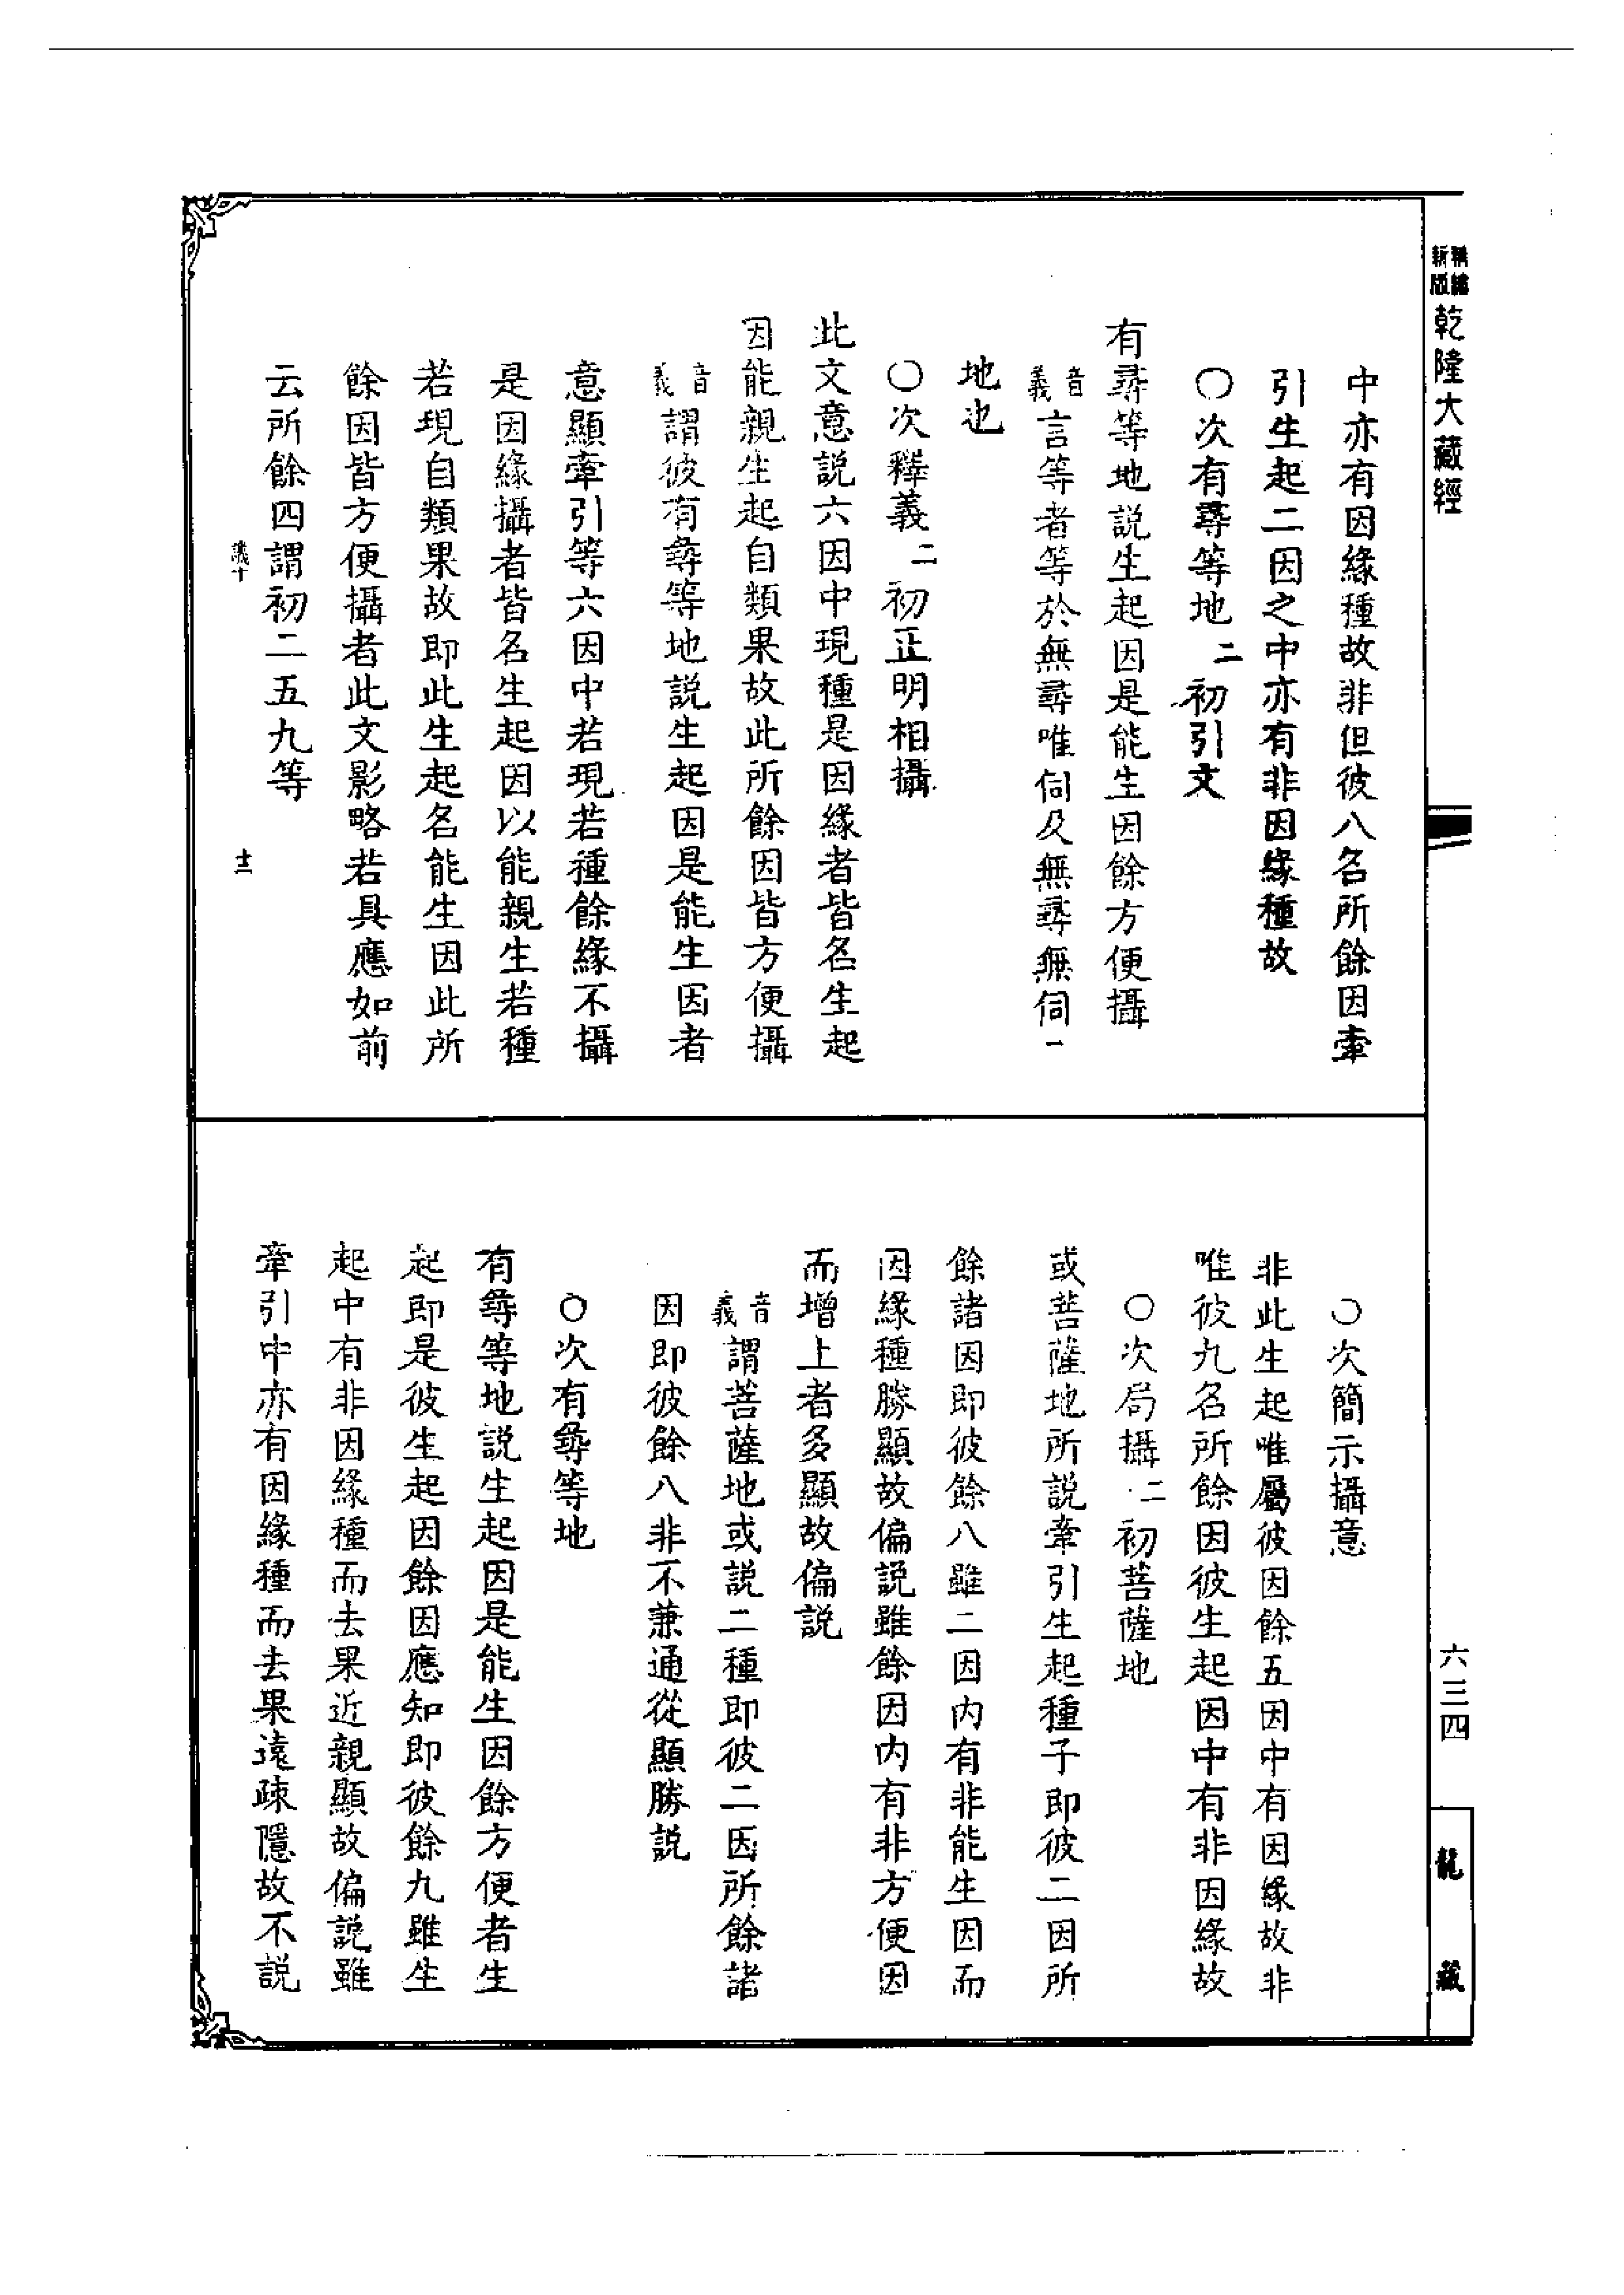 新編
縮版
乾隆大藏經
中亦有因緣種故非但彼八名所餘因牽
引生起二因之中亦有非因緣種故
〇次有尋等地二初引文
有尋等地説生起因是能生因餘方便攝
音義言等者等於無尋唯伺及無尋無伺一
地也
〇次釋義二初正明相攝
此文意説六因中現種是因緣者皆名生起
因能親生起自類果故此所餘因皆方便攝
音義謂彼有尋等地説生起因是能生因者
意顯牽引等六因中若現若種餘緣不攝
是因緣攝者皆名生起因以能親生若種
若現自類果故即此生起名能生因此所
餘因皆方便攝者此文影略若具應如前
云所餘四謂初二五九等
十三
〇次簡示攝意
非此生起唯屬彼因餘五因中有因緣故非
唯彼九名所餘因彼生起因中有非因緣故
〇次局攝二初菩薩地
或菩薩地所説牽引生起種子即彼二因所
餘諸因即彼餘八雖二因内有非能生因而
因緣種勝顯故偏説雖餘因内有非方便因
而增上者多顯故偏説
音義謂菩薩地或説二種即彼二因所餘諸
因即彼餘八非不兼通從顯勝説
〇次有尋等地
有尋等地説生起因是能生因餘方便者生
起即是彼生起因餘因應知即彼餘九雖生
起中有非因緣種而去果近親顯故偏説雖
牽引中亦有因緣種而去果遠疎隱故不説
六三四
龍藏